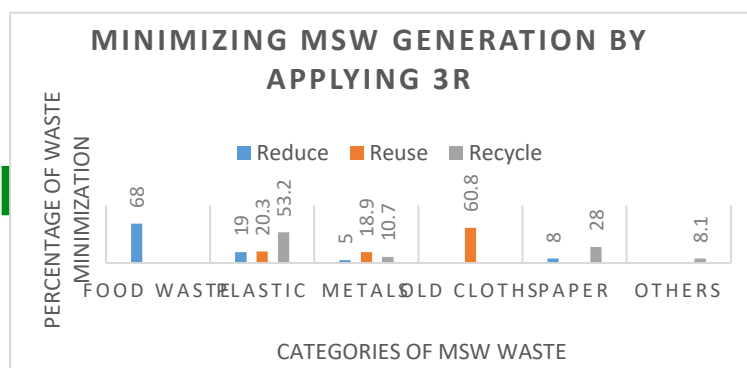 MINIMIZING MSW GENERATION BY
APPLYING 3R
PERCENTAGE OF WASTE
MINIMIZATION
Reduce Reuse Recycle
68
19
20.3
53.2
5
18.9
10.7
60.8
8
28
8.1
FOOD WASTE PLASTIC METALS OLD CLOTHS PAPER OTHERS
CATEGORIES OF MSW WASTE